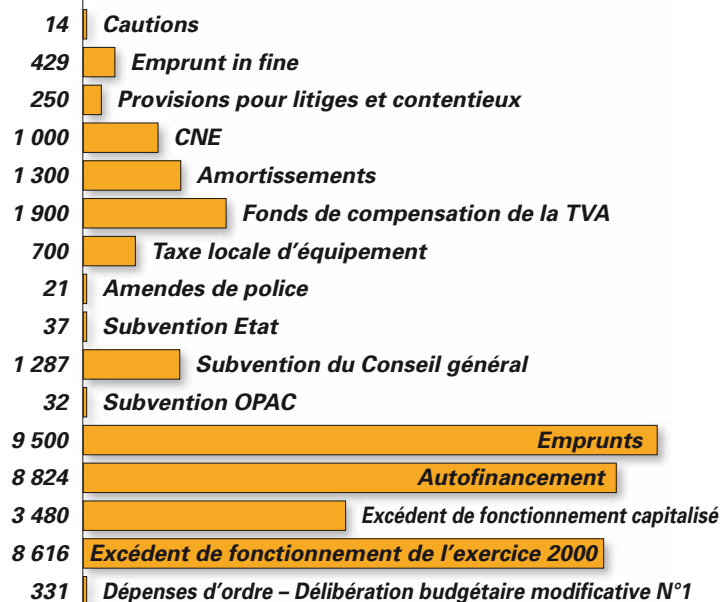 14 Cautions
429 Emprunt in fine
250 Provisions pour litiges et contentieux
1 000 CNE
1 300 Amortissements
1 900 Fonds de compensation de la TVA
700 Taxe locale d’équipement
21 Amendes de police
37 Subvention Etat
1 287 Subvention du Conseil général
32 Subvention OPAC
9 500 Emprunts
8 824 Autofinancement
3 480 Excédent de fonctionnement capitalisé
8 616 Excédent de fonctionnement de l’exercice 2000
331 Dépenses d’ordre – Délibération budgétaire modificative N°1